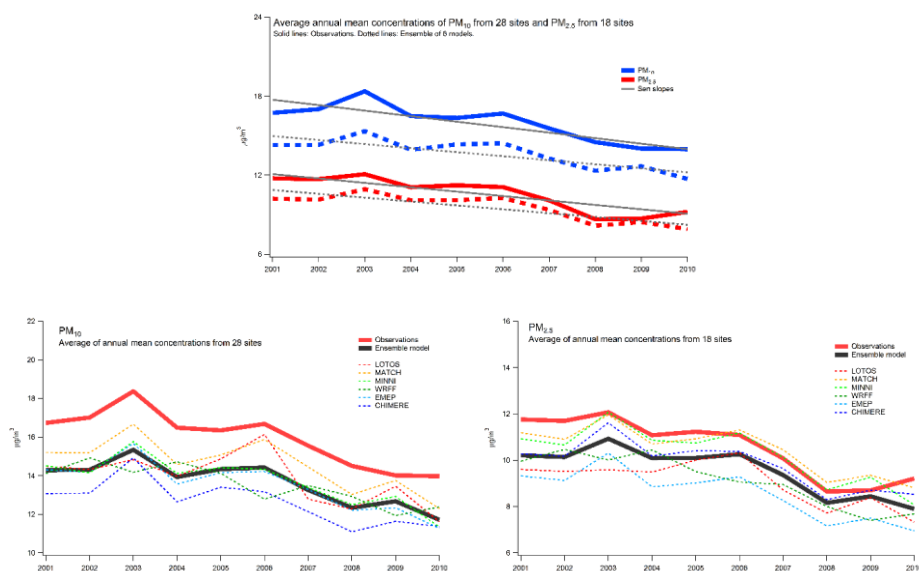 Average annual mean concentrations of PM10 from 28 sites and PM2.5 from 18 sites
Solid lines: Observations. Dotted lines: Ensemble of 6 models.
PM10
PM2.5
Sen slopes
24
18
12
6
µg/m3
2001 2002 2003 2004 2005 2006 2007 2008 2009 2010
PM10
Average of annual mean concentrations from 28 sites
Observations
Ensemble model
LOTOS
MATCH
MINNI
WRFF
EMEP
CHIMERE
22
20
18
16
14
12
10
µg/m3
2001 2002 2003 2004 2005 2006 2007 2008 2009 2010
PM2.5
Average of annual mean concentrations from 18 sites
Observations
Ensemble model
LOTOS
MATCH
MINNI
WRFF
EMEP
CHIMERE
16
14
12
10
8
6
µg/m3
2001 2002 2003 2004 2005 2006 2007 2008 2009